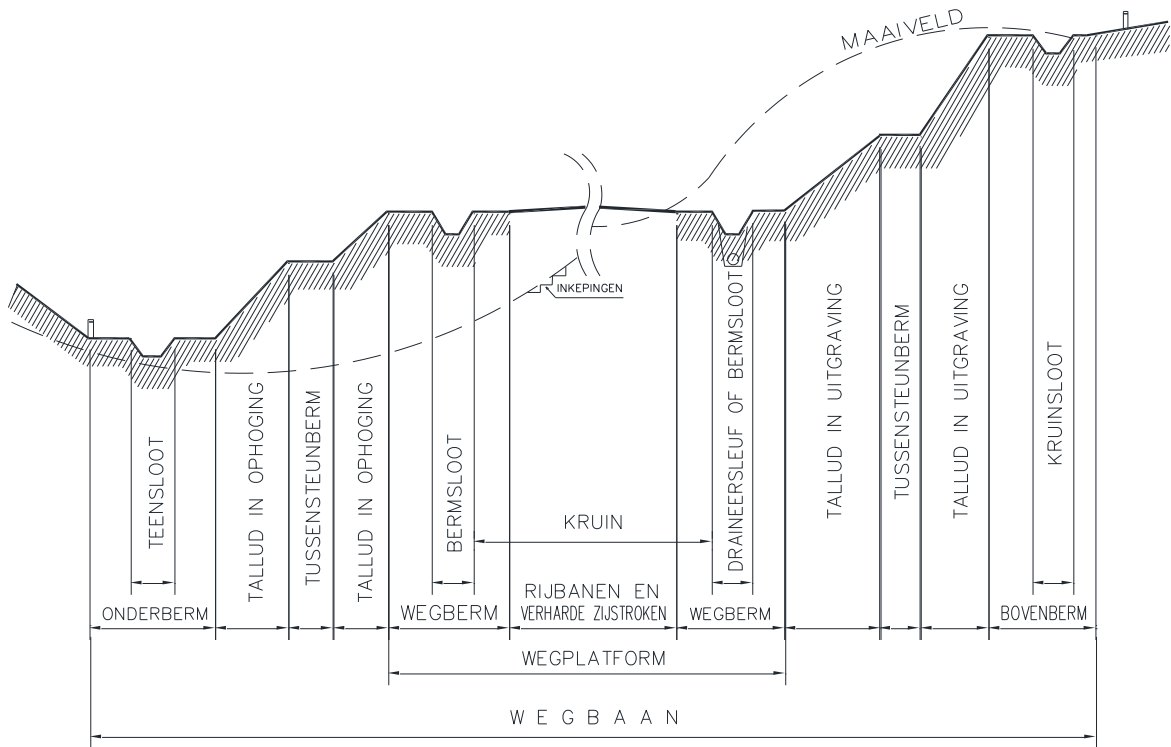 MAAIVELD
INKEPINGEN
TEENSLOOT
TALLUD IN OPHOGING
TUSSENSTEUNBERM
TALLUD IN OPHOGING
BERMSLOOT
KRUIN
DRAINEERSLEUF OF BERMSLOOT
TALLUD IN UITGRAVING
TUSSENSTEUNBERM
TALLUD IN UITGRAVING
KRUINSLOOT
ONDERBERM
WEGBERM
RIJBANEN EN
VERHARDE ZIJSTROKEN
WEGBERM
BOVENBERM
WEGPLATFORM
WEGBAAN